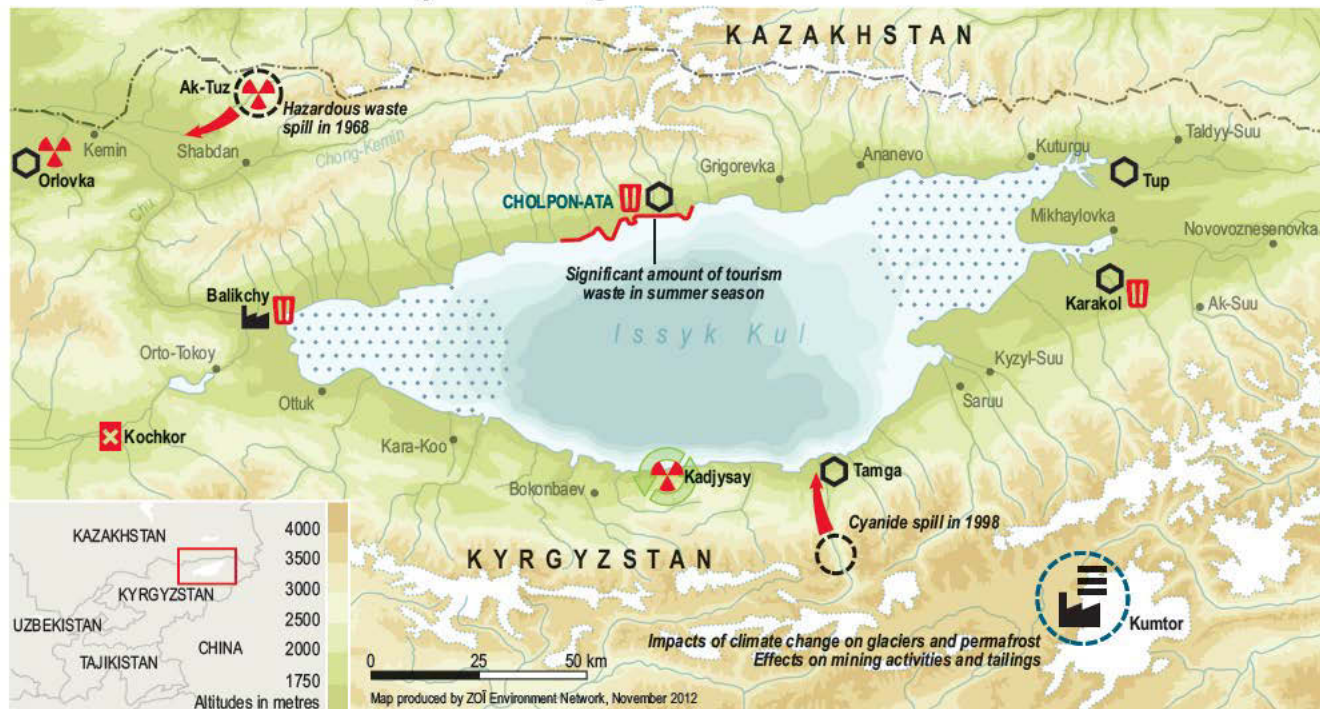 KAZAKHSTAN
Ak-Tuz
Hazardous waste
spill in 1968
Kemin
Shabdan
Chong-Kemin
Orlovka
Chu
Grigorevka
Ananevo
Kuturgu
Taldyy-Suu
Tup
CHOLPON-ATA
Mikhaylovka
Novovoznesenovka
Significant amount of tourism
waste in summer season
Balikchy
Karakol
Ak-Suu
Issyk Kul
Orto-Tokoy
Ottuk
Kyzyl-Suu
Saruu
Kochkor
Kara-Koo
Kadjysay
Tamga
Bokonbaev
Cyanide spill in 1998
KYRGYZSTAN
Kumtor
Impacts of climate change on glaciers and permafrost
Effects on mining activities and tailings
0 25 50 km
Map produced by ZOÏ Environment Network, November 2012
KAZAKHSTAN
KYRGYZSTAN
UZBEKISTAN
CHINA
TAJIKISTAN
4000
3500
3000
2500
2000
1750
Altitudes in metres